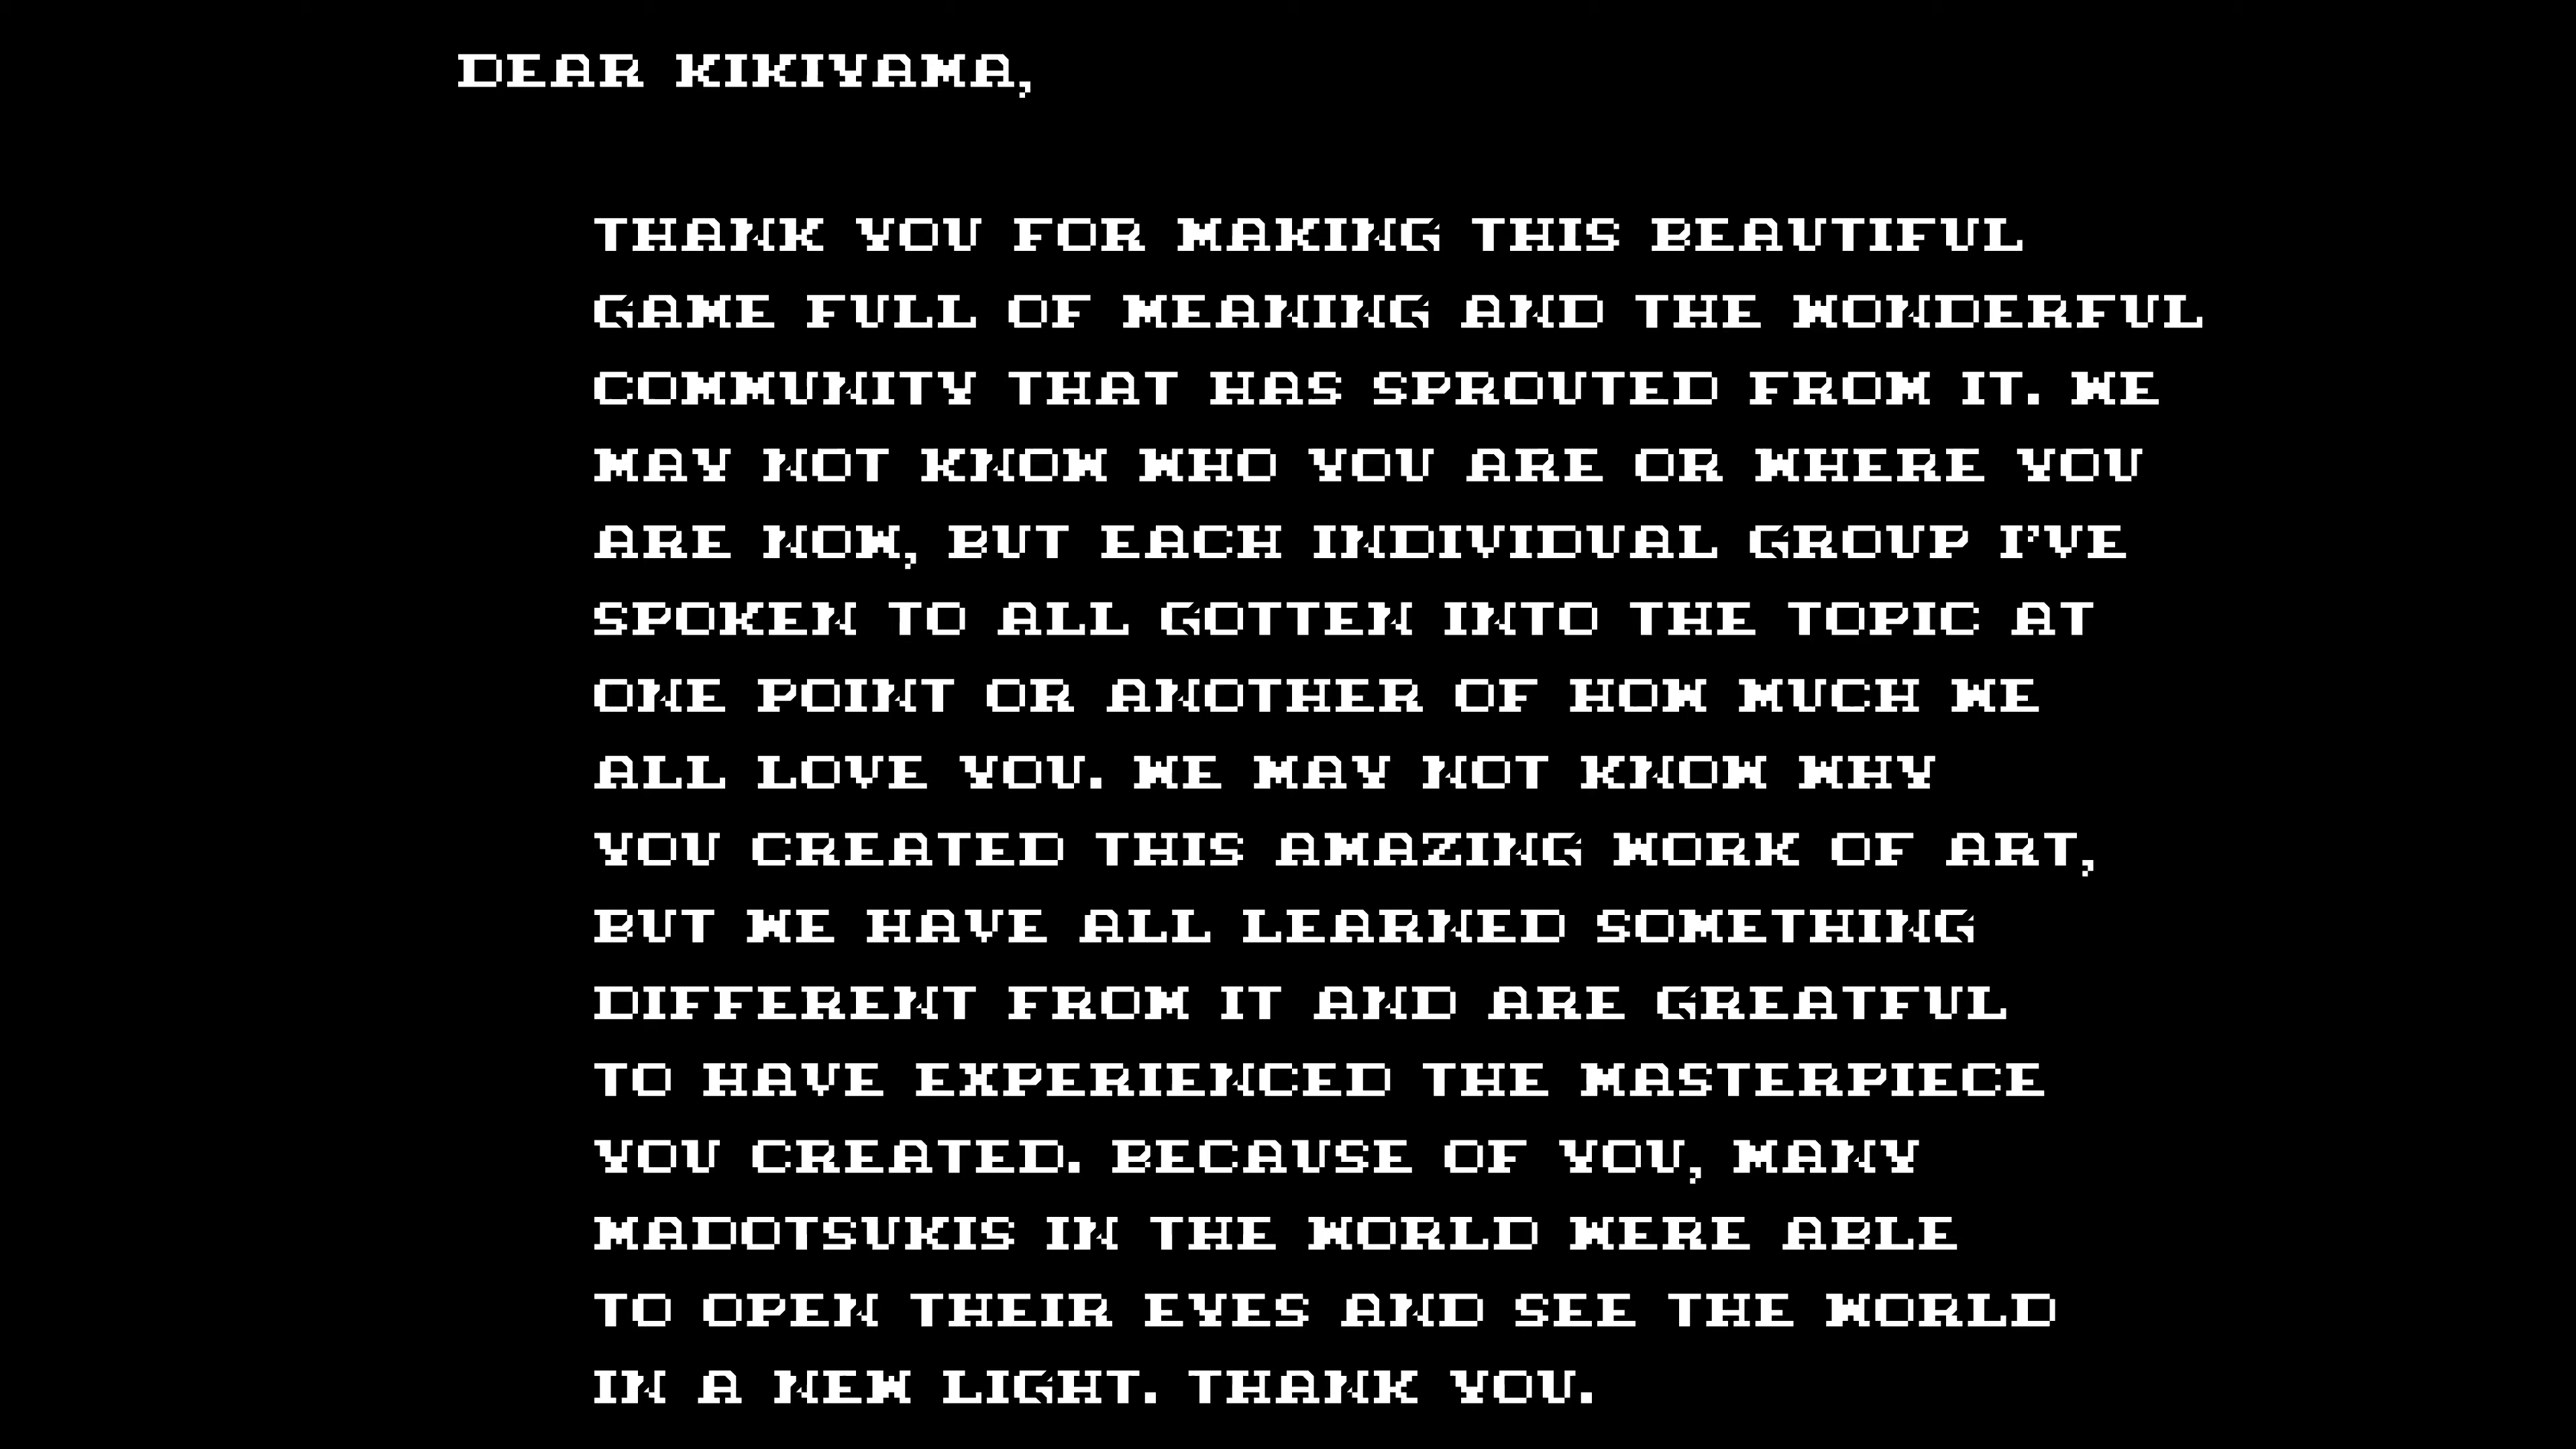 DEAR KIKIYAMA,
THANK YOU FOR MAKING THIS BEAUTIFUL
GAME FULL OF MEANING AND THE WONDERFUL
COMMUNITY THAT HAS SPROUTED FROM IT. WE
MAY NOT KNOW WHO YOU ARE OR WHERE YOU
ARE NOW, BUT EACH INDIVIDUAL GROUP I'VE
SPOKEN TO ALL GOTTEN INTO THE TOPIC AT
ONE POINT OR ANOTHER OF HOW MUCH WE
ALL LOVE YOU. WE MAY NOT KNOW WHY
YOU CREATED THIS AMAZING WORK OF ART,
BUT WE HAVE ALL LEARNED SOMETHING
DIFFERENT FROM IT AND ARE GREATFUL
TO HAVE EXPERIENCED THE MASTERPIECE
YOU CREATED. BECAUSE OF YOU, MANY
MADOTSUKIS IN THE WORLD WERE ABLE
TO OPEN THEIR EYES AND SEE THE WORLD
IN A NEW LIGHT. THANK YOU.